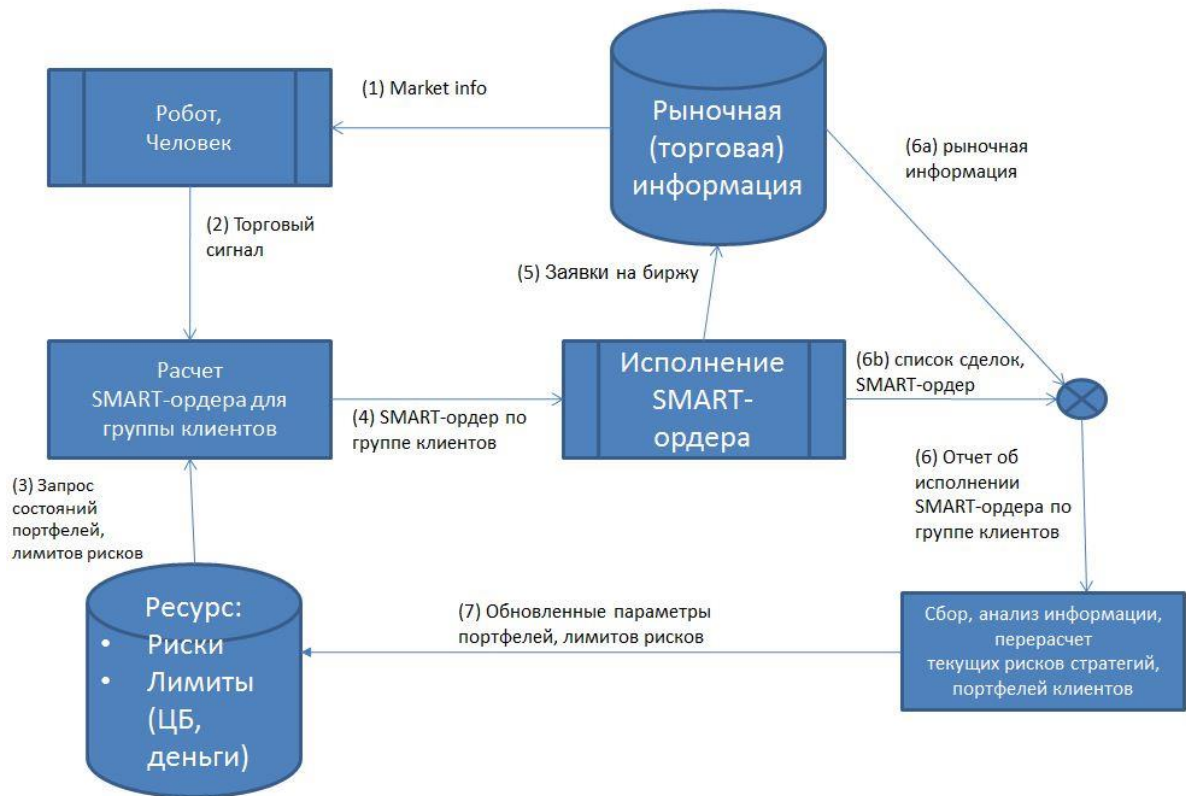 (1) Market info
Робот,
Человек
Рыночная
(торговая)
информация
(6a) рыночная
информация
(2) Торговый
сигнал
(5) Заявки на биржу
Расчет
SMART-ордера для
группы клиентов
(4) SMART-ордер по
группе клиентов
Исполнение
SMART-
ордера
(6b) список сделок,
SMART-ордер
(6) Отчет об
исполнении
SMART-ордера по
группе клиентов
(3) Запрос
состояний
портфелей,
лимитов рисков
Ресурс:
• Риски
• Лимиты
(ЦБ,
деньги)
(7) Обновленные параметры
портфелей, лимитов рисков
Сбор, анализ информации,
перерасчет
текущих рисков стратегий,
портфелей клиентов